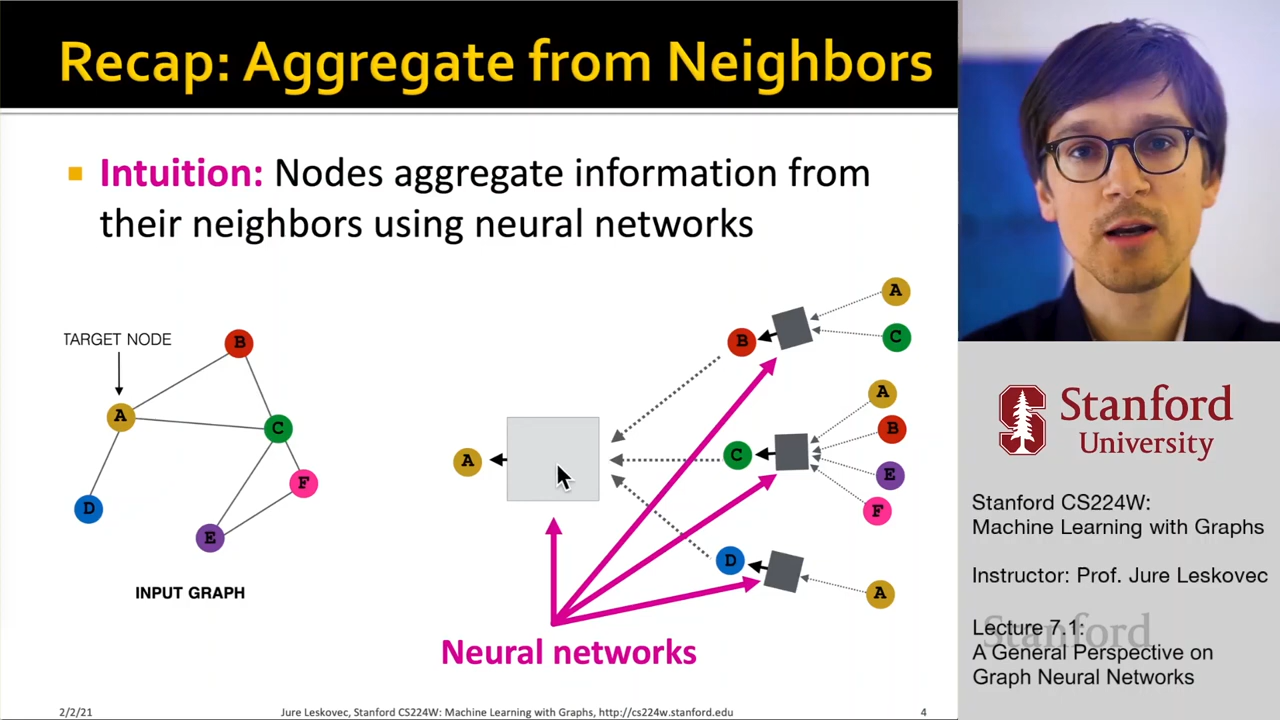 Recap: Aggregate from Neighbors
Intuition: Nodes aggregate information from
their neighbors using neural networks
TARGET NODE
A
B
C
D
E
F
INPUT GRAPH
A
B
C
D
A
C
A
B
E
F
A
Neural networks
2/2/21
Jure Leskovec, Stanford CS224W: Machine Learning with Graphs, http://cs224w.stanford.edu
4
Stanford
University
Stanford CS224W:
Machine Learning with Graphs
Instructor: Prof. Jure Leskovec
Stanford
Lecture 7.1:
A General Perspective on
Graph Neural Networks